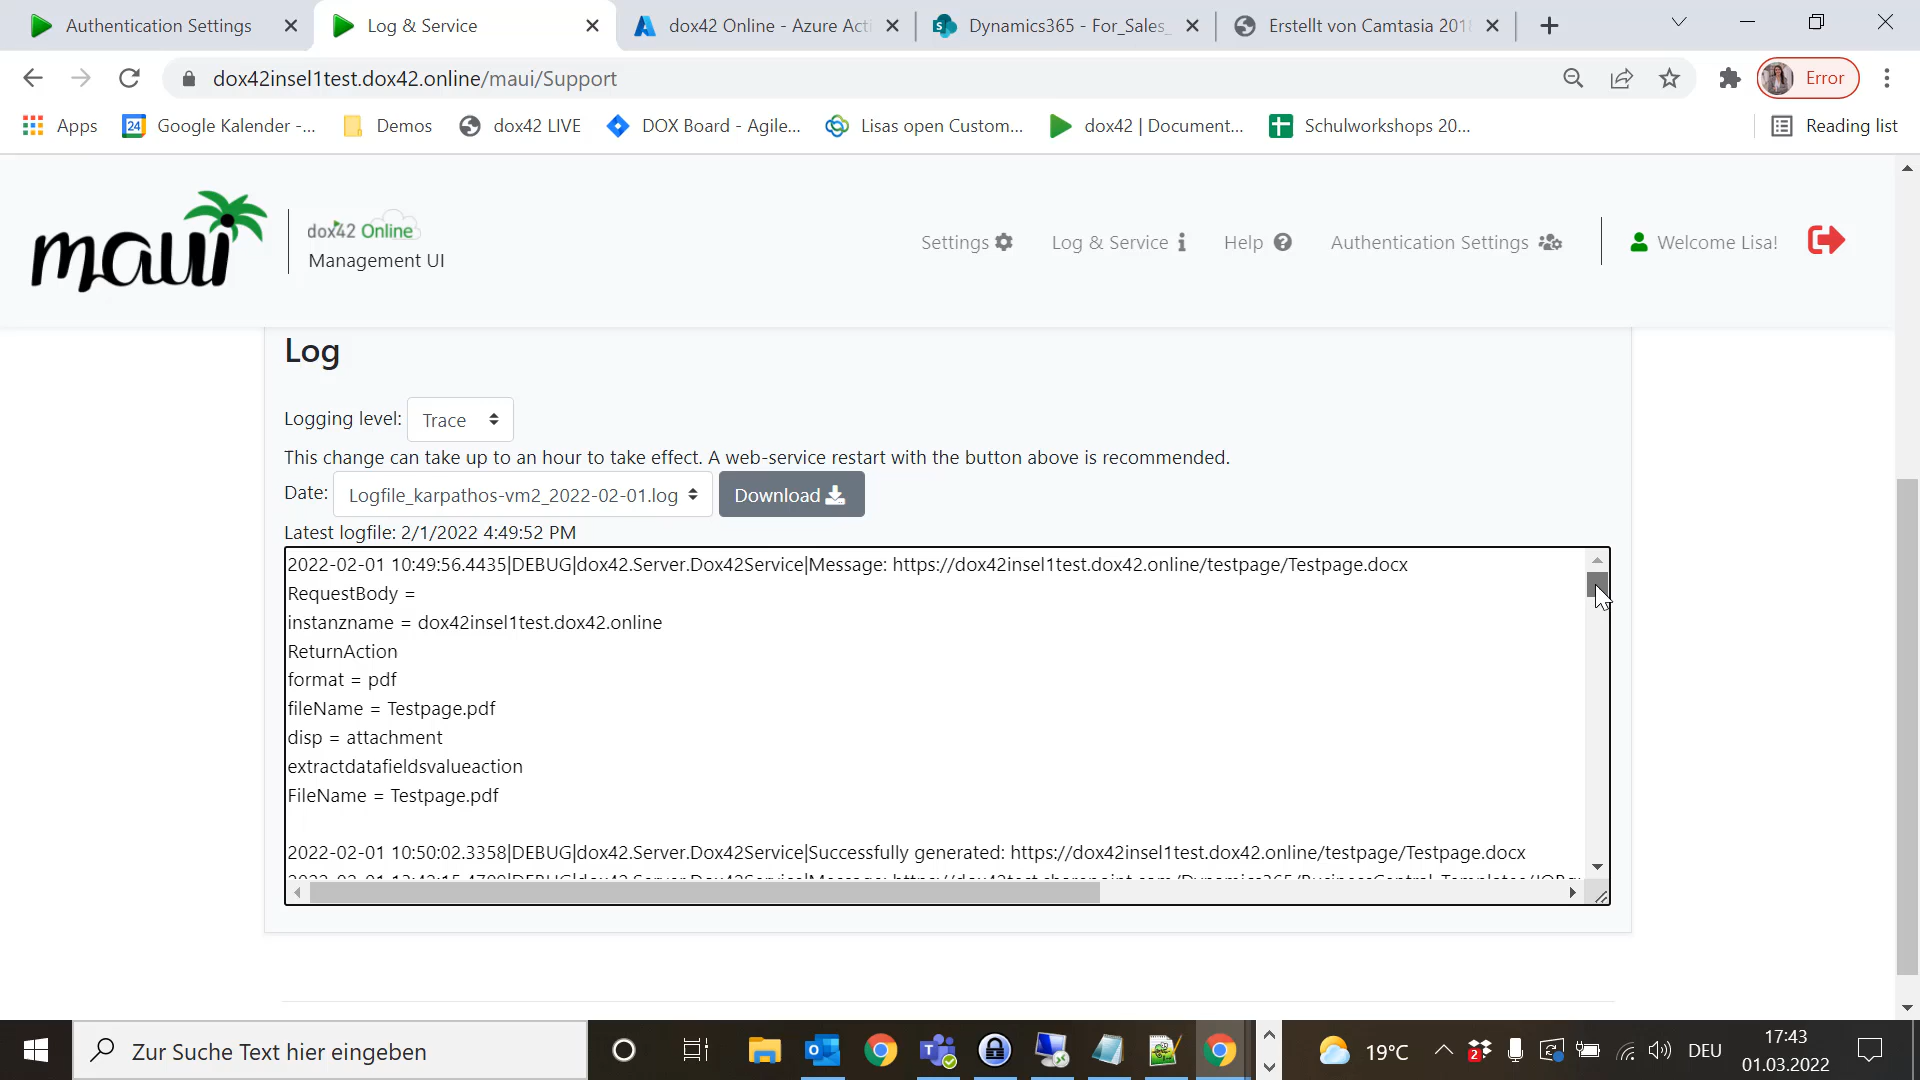 Authentication Settings
Log & Service
dox42 Online - Azure Acti
Dynamics365 - For_Sales_
Erstellt von Camtasia 201
dox42insel1test.dox42.online/maui/Support
Error
Apps
Google Kalender -...
Demos
dox42 LIVE
DOX Board - Agile...
Lisas open Custom...
dox42 | Document...
Schulworkshops 20...
Reading list
maui
dox42 Online
Management UI
Settings
Log & Service
Help
Authentication Settings
Welcome Lisa!
Log
Logging level: Trace
This change can take up to an hour to take effect. A web-service restart with the button above is recommended.
Date: Logfile_karpathos-vm2_2022-02-01.log Download
Latest logfile: 2/1/2022 4:49:52 PM
2022-02-01 10:49:56.4435|DEBUG|dox42.Server.Dox42Service|Message: https://dox42insel1test.dox42.online/testpage/Testpage.docx
RequestBody =
instanzname = dox42insel1test.dox42.online
ReturnAction
format = pdf
fileName = Testpage.pdf
disp = attachment
extractdatafieldsvalueaction
FileName = Testpage.pdf
2022-02-01 10:50:02.3358|DEBUG|dox42.Server.Dox42Service|Successfully generated: https://dox42insel1test.dox42.online/testpage/Testpage.docx
Zur Suche Text hier eingeben
19°C
2
DEU
17:43
01.03.2022